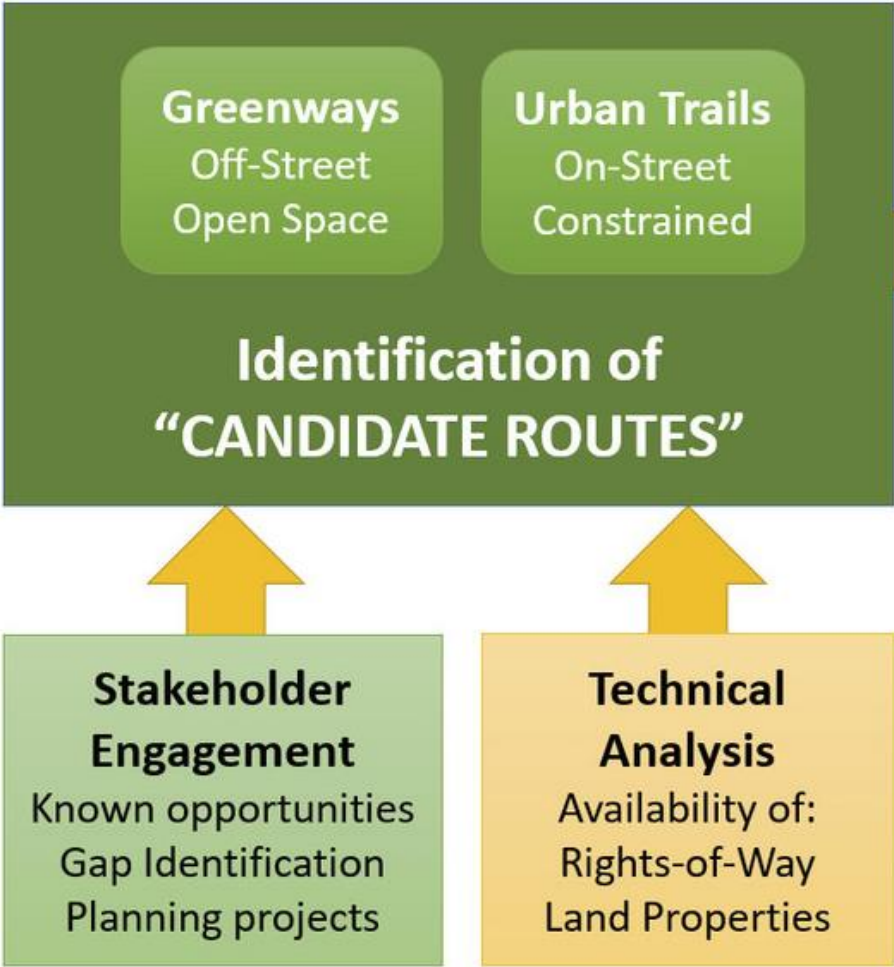 Greenways
Off-Street
Open Space
Urban Trails
On-Street
Constrained
Identification of
“CANDIDATE ROUTES”
Stakeholder
Engagement
Known opportunities
Gap Identification
Planning projects
Technical
Analysis
Availability of:
Rights-of-Way
Land Properties